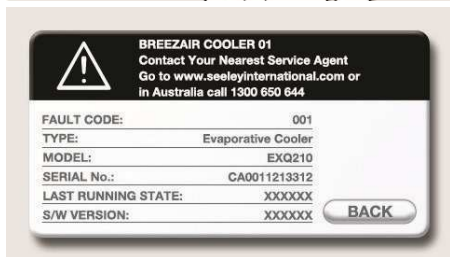 BREEZAIR COOLER 01
Contact Your Nearest Service Agent
Go to www.seeleyinternational.com or
in Australia call 1300 650 644
FAULT CODE: 001
TYPE: Evaporative Cooler
MODEL: EXQ210
SERIAL No.: CA0011213312
LAST RUNNING STATE: XXXXXX
S/W VERSION: XXXXXX
BACK